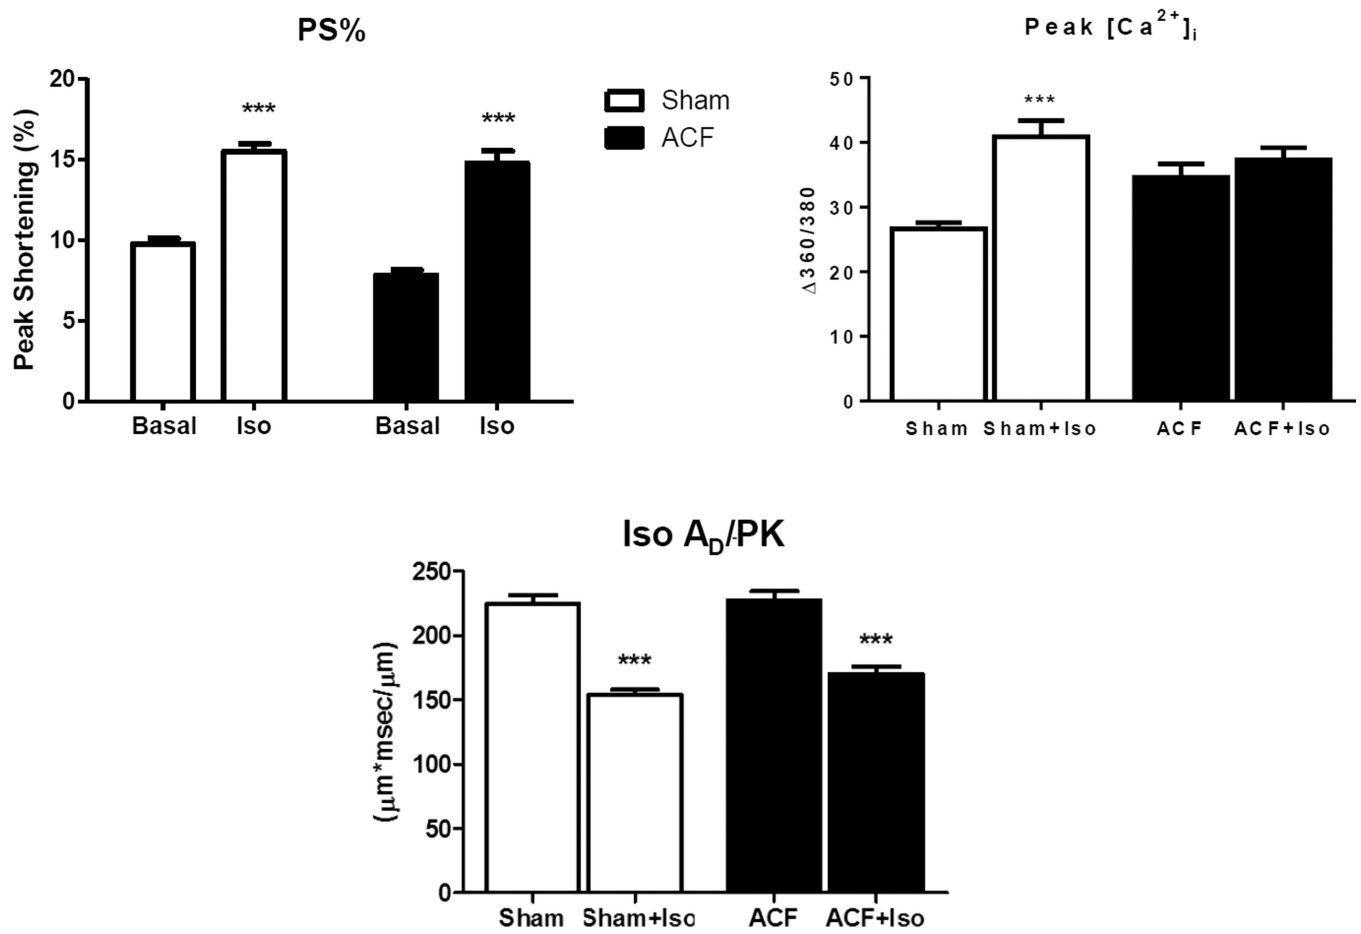 PS%
Peak Shortening (%)
20
15
10
5
0
***
***
Basal Iso Basal Iso
Sham
ACF
Peak [Ca²⁺]ᵢ
Δ360/380
50
40
30
20
10
0
***
Sham Sham+Iso ACF ACF+Iso
Iso A_D/PK
(μm*msec/μm)
250
200
150
100
50
0
***
***
Sham Sham+Iso ACF ACF+Iso